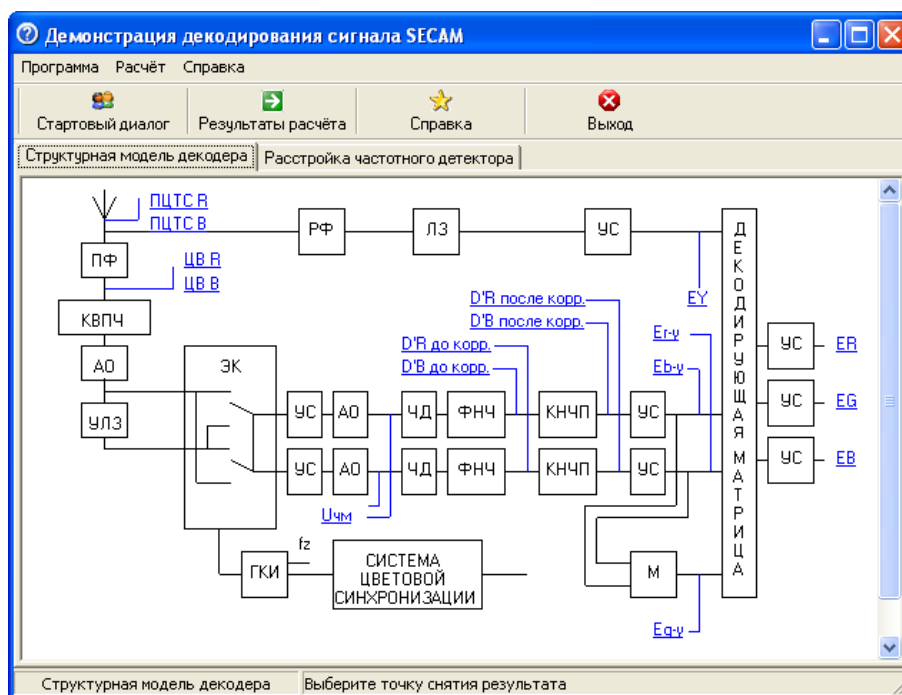 Демонстрация декодирования сигнала SECAM
Программа Расчёт Справка
Стартовый диалог Результаты расчёта Справка Выход
Структурная модель декодера Расстройка частотного детектора
ПЦТС R
ПЦТС B
РФ ЛЗ УС
ПФ
ЦВ R
ЦВ B
EY
КВПЧ
D'R после корр.
D'B после корр.
Er-y
D'R до корр.
D'B до корр.
Eb-y
АО
ЭК
УЛЗ
УС АО ЧД ФНЧ КНЧП УС
УС АО ЧД ФНЧ КНЧП УС
Uчм
ДЕКОДИРУЮЩАЯ МАТРИЦА
УС ER
УС EG
УС EB
fz
ГКИ
СИСТЕМА
ЦВЕТОВОЙ
СИНХРОНИЗАЦИИ
М
Eg-y
Структурная модель декодера Выберите точку снятия результата